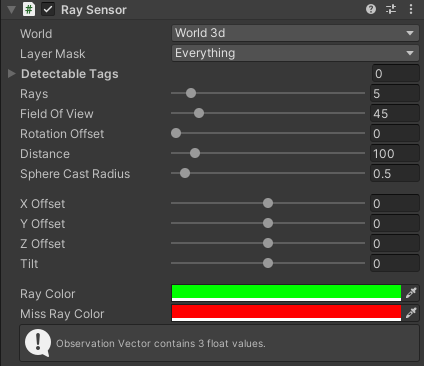 Ray Sensor
World World 3d
Layer Mask Everything
Detectable Tags 0
Rays 5
Field Of View 45
Rotation Offset 0
Distance 100
Sphere Cast Radius 0.5
X Offset 0
Y Offset 0
Z Offset 0
Tilt 0
Ray Color
Miss Ray Color
Observation Vector contains 3 float values.